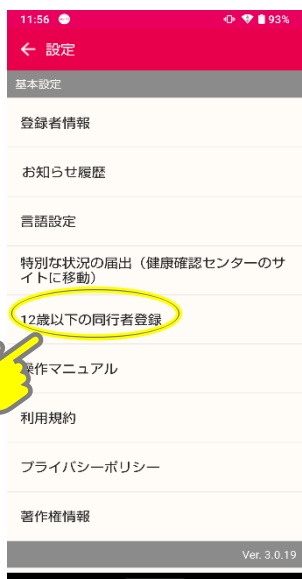 11:56
93%
← 設定
基本設定
登録者情報
お知らせ履歴
言語設定
特別な状況の届出（健康確認センターのサ
イトに移動）
12歳以下の同行者登録
操作マニュアル
利用規約
プライバシーポリシー
著作権情報
Ver. 3.0.19